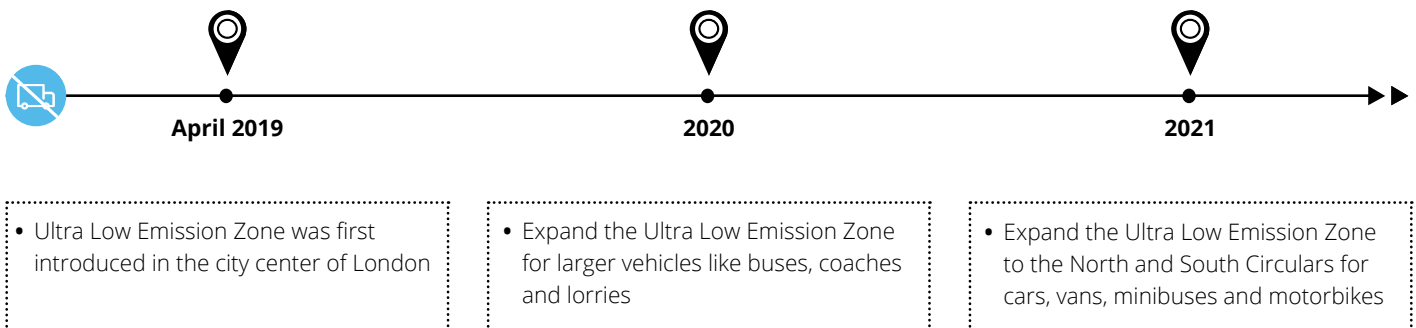 April 2019
2020
2021
• Ultra Low Emission Zone was first
introduced in the city center of London
• Expand the Ultra Low Emission Zone
for larger vehicles like buses, coaches
and lorries
• Expand the Ultra Low Emission Zone
to the North and South Circulars for
cars, vans, minibuses and motorbikes